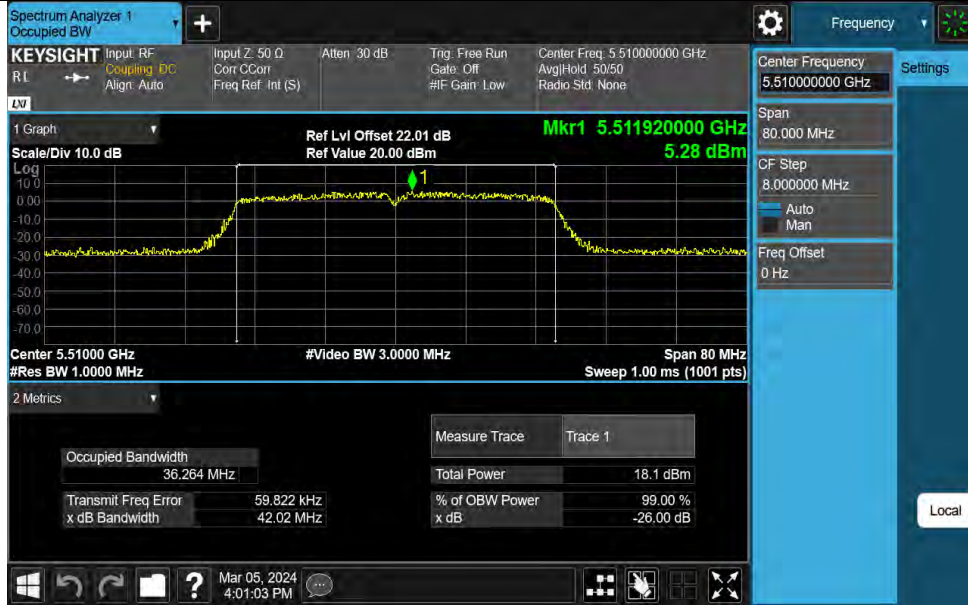 Spectrum Analyzer 1
Occupied BW
Frequency
KEYSIGHT
Input: RF
Coupling: DC
Align: Auto
Input Z: 50 Ω
Corr CCorr
Freq Ref: Int (S)
Atten: 30 dB
Trig: Free Run
Gate: Off
#IF Gain: Low
Center Freq: 5.510000000 GHz
Avg|Hold: 50/50
Radio Std: None
LXI
Center Frequency
5.510000000 GHz
Settings
Span
80.000 MHz
CF Step
8.000000 MHz
Auto
Man
Freq Offset
0 Hz
Local
1 Graph
Scale/Div 10.0 dB
Ref Lvl Offset 22.01 dB
Ref Value 20.00 dBm
Mkr1 5.511920000 GHz
5.28 dBm
Log
10.0
0.00
-10.0
-20.0
-30.0
-40.0
-50.0
-60.0
-70.0
1
Center 5.51000 GHz
#Video BW 3.0000 MHz
Span 80 MHz
#Res BW 1.0000 MHz
Sweep 1.00 ms (1001 pts)
2 Metrics
Measure Trace
Trace 1
Occupied Bandwidth
36.264 MHz
Total Power
18.1 dBm
Transmit Freq Error
59.822 kHz
% of OBW Power
99.00 %
x dB Bandwidth
42.02 MHz
x dB
-26.00 dB
?
Mar 05, 2024
4:01:03 PM